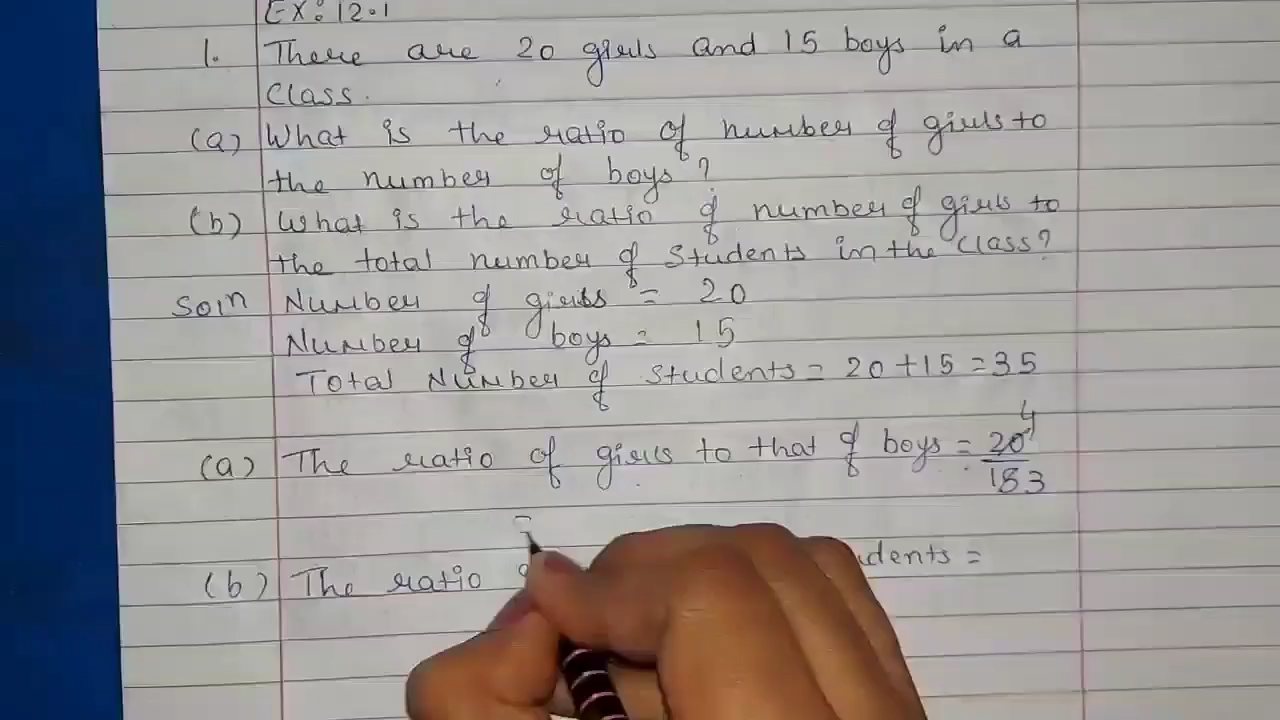 Ex: 12.1
1. There are 20 girls and 15 boys in a
Class.
(a) What is the ratio of number of girls to
the number of boys?
(b) What is the ratio of number of girls to
the total number of students in the class?
Soln Number of girls = 20
Number of boys = 15
Total Number of students = 20 + 15 = 35
(a) The ratio of girls to that of boys = 20 4
15 3
=
(b) The ratio students =